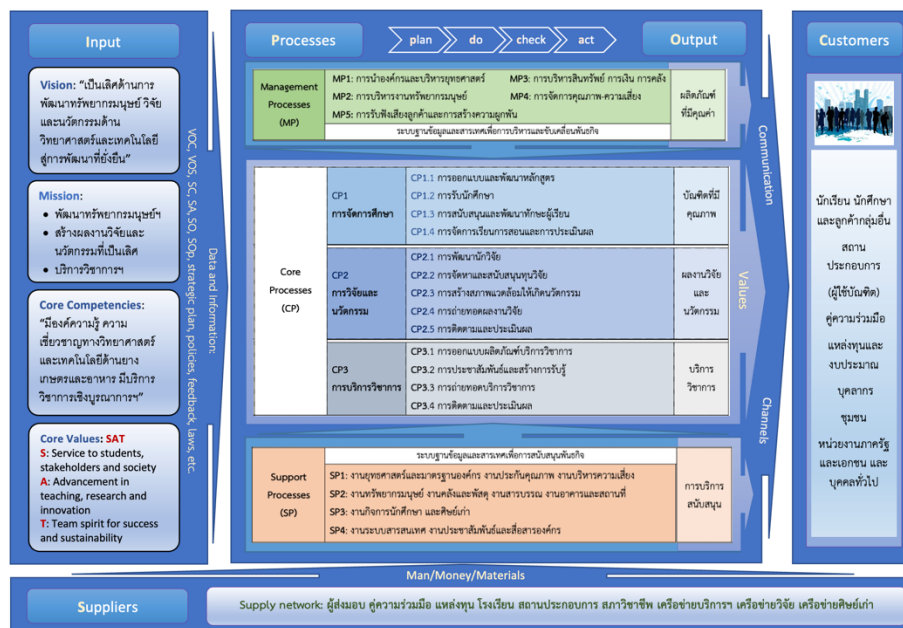 Input
Vision: “เป็นเลิศด้านการ
พัฒนาทรัพยากรมนุษย์ วิจัย
และนวัตกรรมด้าน
วิทยาศาสตร์และเทคโนโลยี
สู่การพัฒนาที่ยั่งยืน”
Mission:
• พัฒนาทรัพยากรมนุษย์ฯ
• สร้างผลงานวิจัยและ
นวัตกรรมที่เป็นเลิศ
• บริการวิชาการฯ
Core Competencies:
“มีองค์ความรู้ ความ
เชี่ยวชาญทางวิทยาศาสตร์
และเทคโนโลยีด้านยาง
เกษตรและอาหาร มีบริการ
วิชาการเชิงบูรณาการฯ”
Core Values: SAT
S: Service to students,
stakeholders and society
A: Advancement in
teaching, research and
innovation
T: Team spirit for success
and sustainability
Data and Information:
VOC, VOS, SC, SA, SO, SOp, strategic plan, policies, feedback, laws, etc.
Processes
plan
do
check
act
Output
Management
Processes
(MP)
MP1: การนำองค์กรและบริหารยุทธศาสตร์
MP3: การบริหารสินทรัพย์ การเงิน การคลัง
MP2: การบริหารงานทรัพยากรมนุษย์
MP4: การจัดการคุณภาพ-ความเสี่ยง
MP5: การรับฟังเสียงลูกค้าและการสร้างความผูกพัน
ระบบฐานข้อมูลและสารเทศเพื่อการบริหารและขับเคลื่อนพันธกิจ
ผลิตภัณฑ์
ที่มีคุณค่า
Core
Processes
(CP)
CP1
การจัดการศึกษา
CP1.1 การออกแบบและพัฒนาหลักสูตร
CP1.2 การรับนักศึกษา
CP1.3 การสนับสนุนและพัฒนาทักษะผู้เรียน
CP1.4 การจัดการเรียนการสอนและการประเมินผล
บัณฑิตที่มี
คุณภาพ
CP2
การวิจัยและ
นวัตกรรม
CP2.1 การพัฒนานักวิจัย
CP2.2 การจัดหาและสนับสนุนทุนวิจัย
CP2.3 การสร้างสภาพแวดล้อมให้เกิดนวัตกรรม
CP2.4 การถ่ายทอดผลงานวิจัย
CP2.5 การติดตามและประเมินผล
ผลงานวิจัย
และ
นวัตกรรม
CP3
การบริการวิชาการ
CP3.1 การออกแบบผลิตภัณฑ์บริการวิชาการ
CP3.2 การประชาสัมพันธ์และสร้างการรับรู้
CP3.3 การถ่ายทอดบริการวิชาการ
CP3.4 การติดตามและประเมินผล
บริการ
วิชาการ
Support
Processes
(SP)
ระบบฐานข้อมูลและสารเทศเพื่อการสนับสนุนพันธกิจ
SP1: งานยุทธศาสตร์และมาตรฐานองค์กร งานประกันคุณภาพ งานบริหารความเสี่ยง
SP2: งานทรัพยากรมนุษย์ งานคลังและพัสดุ งานสารบรรณ งานอาคารและสถานที่
SP3: งานกิจการนักศึกษา และศิษย์เก่า
SP4: งานระบบสารสนเทศ งานประชาสัมพันธ์และสื่อสารองค์กร
การบริการ
สนับสนุน
Communication
Values
Channels
Customers
นักเรียน นักศึกษา
และลูกค้ากลุ่มอื่น
สถาน
ประกอบการ
(ผู้ใช้บัณฑิต)
คู่ความร่วมมือ
แหล่งทุนและ
งบประมาณ
บุคลากร
ชุมชน
หน่วยงานภาครัฐ
และเอกชน และ
บุคคลทั่วไป
Man/Money/Materials
Suppliers
Supply network: ผู้ส่งมอบ คู่ความร่วมมือ แหล่งทุน โรงเรียน สถานประกอบการ สภาวิชาชีพ เครือข่ายบริการฯ เครือข่ายวิจัย เครือข่ายศิษย์เก่า